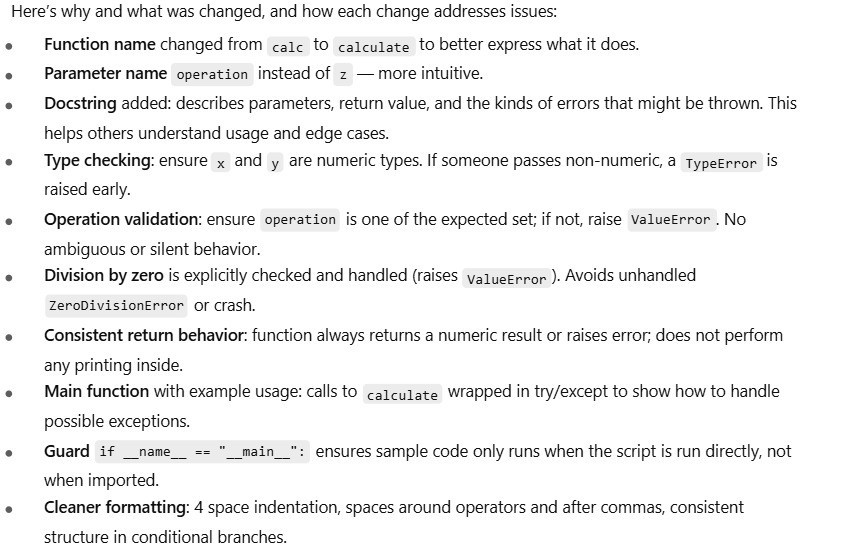 Here's why and what was changed, and how each change addresses issues:
• Function name changed from calc to calculate to better express what it does.
• Parameter name operation instead of z — more intuitive.
• Docstring added: describes parameters, return value, and the kinds of errors that might be thrown. This
helps others understand usage and edge cases.
• Type checking: ensure x and y are numeric types. If someone passes non-numeric, a TypeError is
raised early.
• Operation validation: ensure operation is one of the expected set; if not, raise ValueError. No
ambiguous or silent behavior.
• Division by zero is explicitly checked and handled (raises ValueError). Avoids unhandled
ZeroDivisionError or crash.
• Consistent return behavior: function always returns a numeric result or raises error; does not perform
any printing inside.
• Main function with example usage: calls to calculate wrapped in try/except to show how to handle
possible exceptions.
• Guard if __name__ == "__main__": ensures sample code only runs when the script is run directly, not
when imported.
• Cleaner formatting: 4 space indentation, spaces around operators and after commas, consistent
structure in conditional branches.